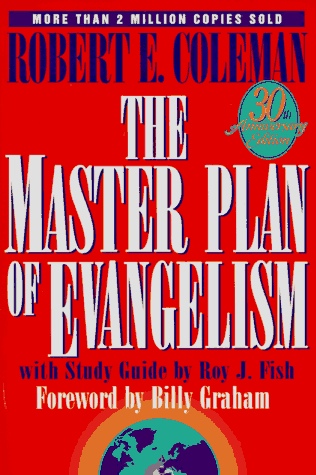 MORE THAN 2 MILLION COPIES SOLD
ROBERT E. COLEMAN
30th
Anniversary
Edition
THE
MASTER PLAN
OF EVANGELISM
with Study Guide by Roy J. Fish
Foreword by Billy Graham